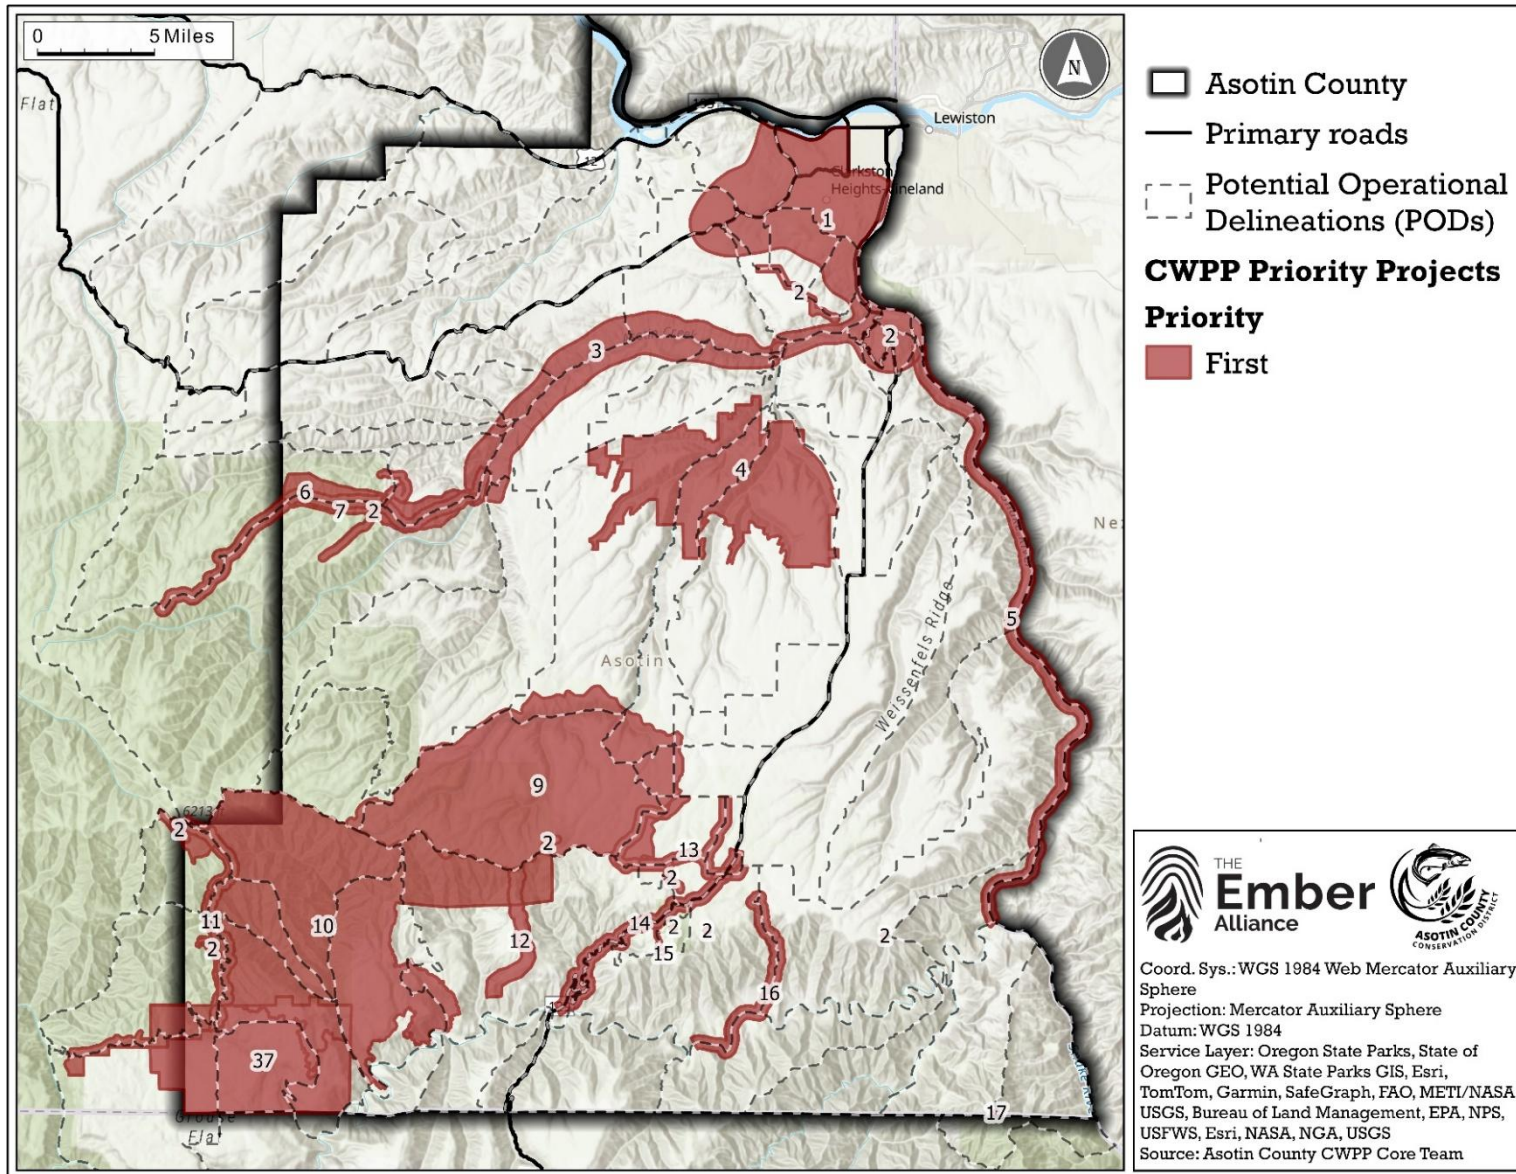 0 5 Miles
N
Flat
Lewiston
12
Clarkston
Heights-Vineland
1
2
2
3
4
6
7
2
5
Weissenfels Ridge
Asotin
9
6213
2
2
13
2
11
10
14
2
2
12
15
2
2
16
37
17
Grouse
Fla
Asotin County
Primary roads
Potential Operational
Delineations (PODs)
CWPP Priority Projects
Priority
First
THE
Ember
Alliance
ASOTIN COUNTY
CONSERVATION DISTRICT
Coord. Sys.: WGS 1984 Web Mercator Auxiliary
Sphere
Projection: Mercator Auxiliary Sphere
Datum: WGS 1984
Service Layer: Oregon State Parks, State of
Oregon GEO, WA State Parks GIS, Esri,
TomTom, Garmin, SafeGraph, FAO, METI/NASA
USGS, Bureau of Land Management, EPA, NPS,
USFWS, Esri, NASA, NGA, USGS
Source: Asotin County CWPP Core Team